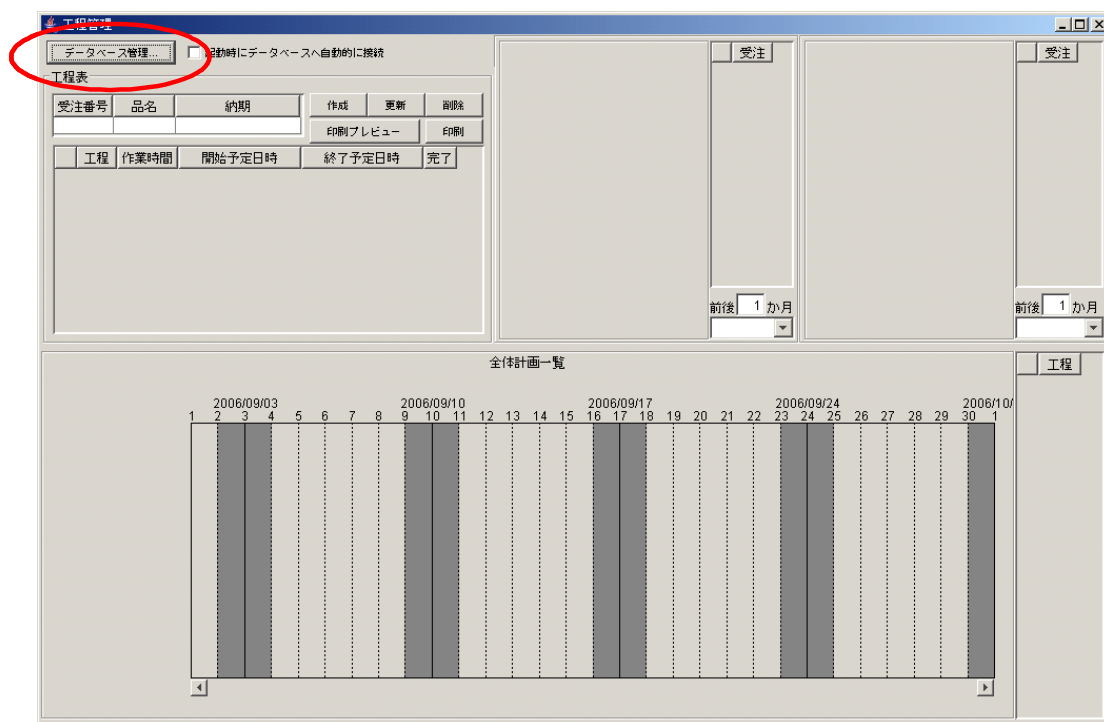 工程管理
データベース管理...
起動時にデータベースへ自動的に接続
工程表
受注番号 品名 納期
作成 更新 削除
印刷プレビュー 印刷
工程 作業時間 開始予定日時 終了予定日時 完了
受注
前後 1 か月
受注
前後 1 か月
全体計画一覧
2006/09/03 2006/09/10 2006/09/17 2006/09/24 2006/10/
1 2 3 4 5 6 7 8 9 10 11 12 13 14 15 16 17 18 19 20 21 22 23 24 25 26 27 28 29 30 1
工程